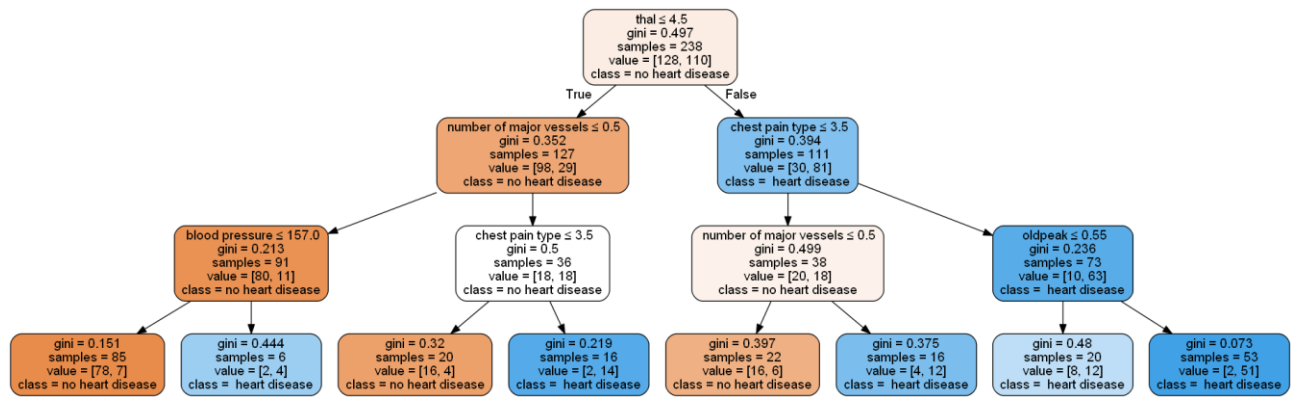 thal ≤ 4.5
gini = 0.497
samples = 238
value = [128, 110]
class = no heart disease
True
False
number of major vessels ≤ 0.5
gini = 0.352
samples = 127
value = [98, 29]
class = no heart disease
chest pain type ≤ 3.5
gini = 0.394
samples = 111
value = [30, 81]
class =  heart disease
blood pressure ≤ 157.0
gini = 0.213
samples = 91
value = [80, 11]
class = no heart disease
chest pain type ≤ 3.5
gini = 0.5
samples = 36
value = [18, 18]
class = no heart disease
number of major vessels ≤ 0.5
gini = 0.499
samples = 38
value = [20, 18]
class = no heart disease
oldpeak ≤ 0.55
gini = 0.236
samples = 73
value = [10, 63]
class =  heart disease
gini = 0.151
samples = 85
value = [78, 7]
class = no heart disease
gini = 0.444
samples = 6
value = [2, 4]
class =  heart disease
gini = 0.32
samples = 20
value = [16, 4]
class = no heart disease
gini = 0.219
samples = 16
value = [2, 14]
class =  heart disease
gini = 0.397
samples = 22
value = [16, 6]
class = no heart disease
gini = 0.375
samples = 16
value = [4, 12]
class =  heart disease
gini = 0.48
samples = 20
value = [8, 12]
class =  heart disease
gini = 0.073
samples = 53
value = [2, 51]
class =  heart disease